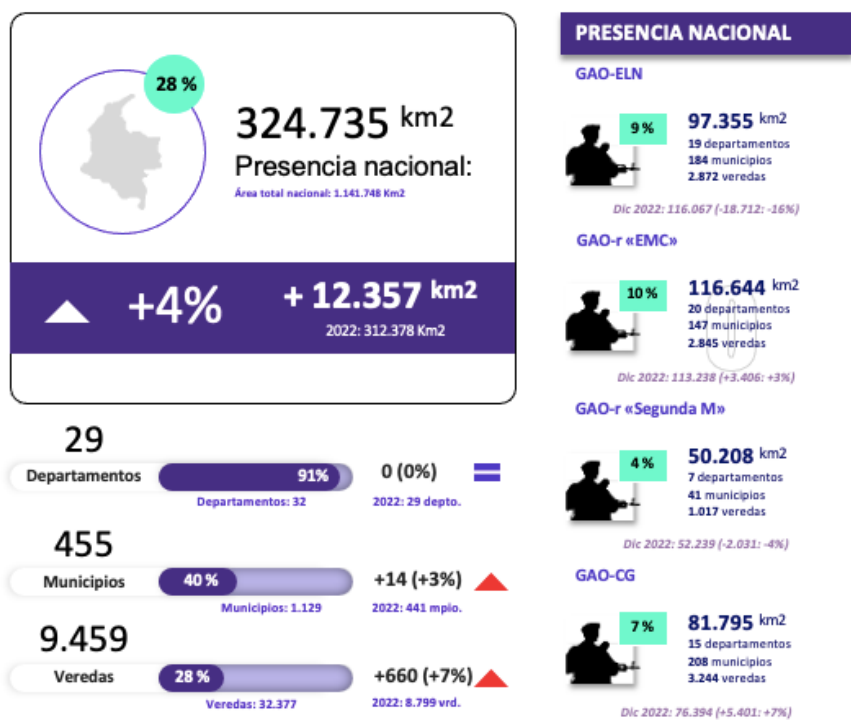 28 %
324.735 km2
Presencia nacional:
Área total nacional: 1.141.748 Km2
+4%
+ 12.357 km2
2022: 312.378 Km2
29
Departamentos
91%
0 (0%)
Departamentos: 32
2022: 29 depto.
455
Municipios
40 %
+14 (+3%)
Municipios: 1.129
2022: 441 mpio.
9.459
Veredas
28 %
+660 (+7%)
Veredas: 32.377
2022: 8.799 vrd.
PRESENCIA NACIONAL
GAO-ELN
9 %
97.355 km2
19 departamentos
184 municipios
2.872 veredas
Dic 2022: 116.067 (-18.712: -16%)
GAO-r «EMC»
10 %
116.644 km2
20 departamentos
147 municipios
2.845 veredas
Dic 2022: 113.238 (+3.406: +3%)
GAO-r «Segunda M»
4 %
50.208 km2
7 departamentos
41 municipios
1.017 veredas
Dic 2022: 52.239 (-2.031: -4%)
GAO-CG
7 %
81.795 km2
15 departamentos
208 municipios
3.244 veredas
Dic 2022: 76.394 (+5.401: +7%)